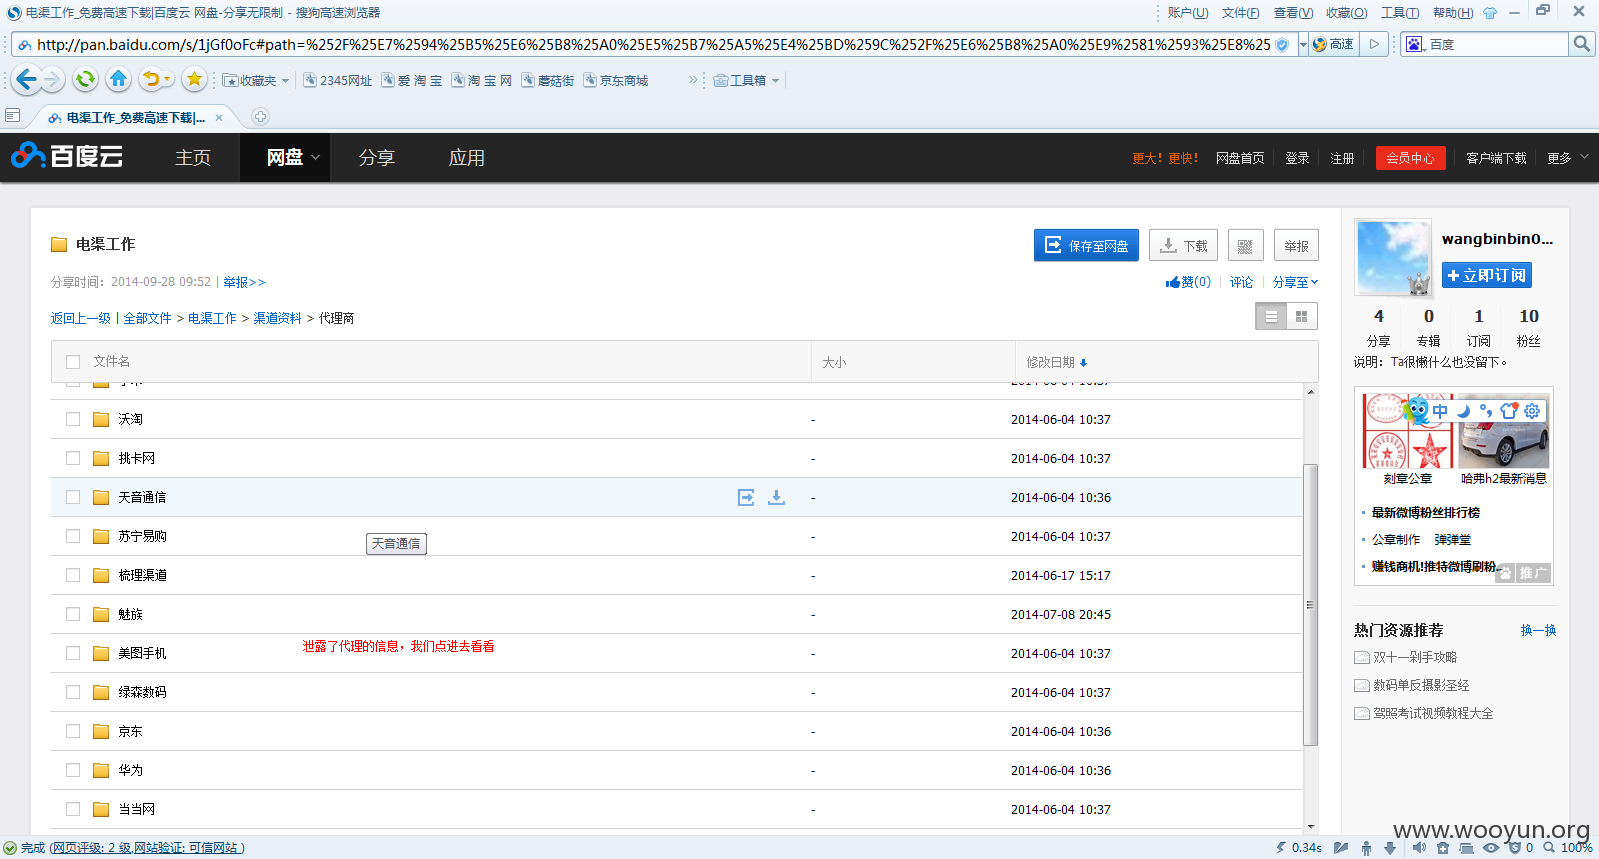 电渠工作_免费高速下载|百度云 网盘-分享无限制 - 搜狗高速浏览器
账户(U) 文件(F) 查看(V) 收藏(O) 工具(T) 帮助(H)
http://pan.baidu.com/s/1jGf0oFc#path=%252F%25E7%2594%25B5%25E6%25B8%25A0%25E5%25B7%25A5%25E4%25BD%259C%252F%25E6%25B8%25A0%25E9%2581%2593%25E8%25
高速
百度
收藏夹 2345网址 爱 淘 宝 淘 宝 网 蘑菇街 京东商城 » 工具箱
电渠工作_免费高速下载|...
百度云 主页 网盘 分享 应用
更大！更快！ 网盘首页 登录 注册 会员中心 客户端下载 更多
电渠工作
保存至网盘 下载 举报
分享时间：2014-09-28 09:52 | 举报>>
赞(0) 评论 分享至
返回上一级 | 全部文件 > 电渠工作 > 渠道资料 > 代理商
文件名 大小 修改日期
沃淘 - 2014-06-04 10:37
挑卡网 - 2014-06-04 10:37
天音通信 - 2014-06-04 10:36
苏宁易购 - 2014-06-04 10:37
天音通信
梳理渠道 - 2014-06-17 15:17
魅族 - 2014-07-08 20:45
泄露了代理的信息，我们点进去看看
美图手机 - 2014-06-04 10:37
绿森数码 - 2014-06-04 10:37
京东 - 2014-06-04 10:36
华为 - 2014-06-04 10:36
当当网 - 2014-06-04 10:37
wangbinbin0...
立即订阅
4 0 1 10
分享 专辑 订阅 粉丝
说明：Ta很懒什么也没留下。
中
刻章公章 哈弗h2最新消息
最新微博粉丝排行榜
公章制作 弹弹堂
赚钱商机!推特微博刷粉..
推广
热门资源推荐 换一换
双十一剁手攻略
数码单反摄影圣经
驾照考试视频教程大全
www.wooyun.org
完成 (网页评级: 2 级,网站验证: 可信网站 )
0.34s 0 100%